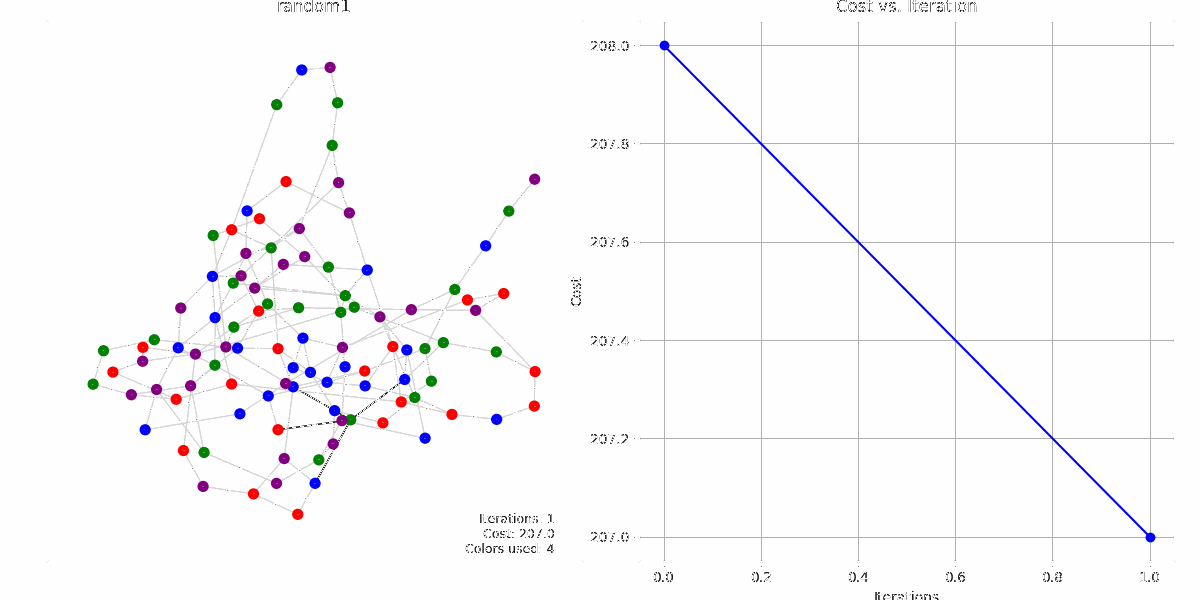 random1
Iterations: 1
Cost: 207.0
Colors used: 4
Cost vs. Iteration
208.0
207.8
207.6
207.4
207.2
207.0
Cost
0.0 0.2 0.4 0.6 0.8 1.0
Iterations